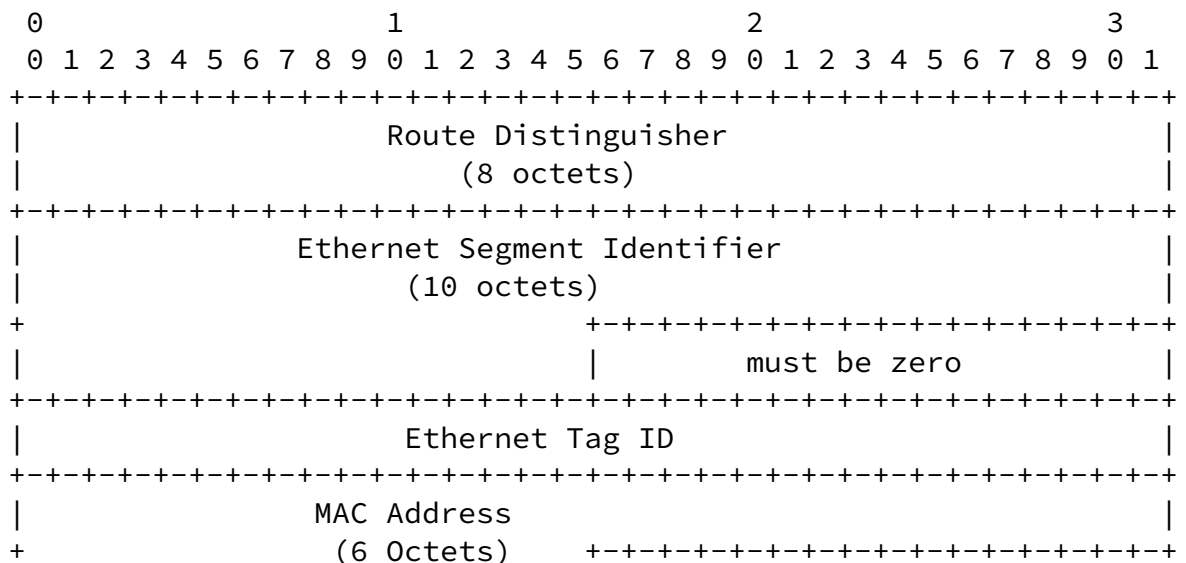 0                   1                   2                   3
 0 1 2 3 4 5 6 7 8 9 0 1 2 3 4 5 6 7 8 9 0 1 2 3 4 5 6 7 8 9 0 1
+-+-+-+-+-+-+-+-+-+-+-+-+-+-+-+-+-+-+-+-+-+-+-+-+-+-+-+-+-+-+-+-+
|                    Route Distinguisher                        |
|                        (8 octets)                             |
+-+-+-+-+-+-+-+-+-+-+-+-+-+-+-+-+-+-+-+-+-+-+-+-+-+-+-+-+-+-+-+-+
|               Ethernet Segment Identifier                     |
|                     (10 octets)                               |
+                               +-+-+-+-+-+-+-+-+-+-+-+-+-+-+-+-+
|                               |        must be zero           |
+-+-+-+-+-+-+-+-+-+-+-+-+-+-+-+-+-+-+-+-+-+-+-+-+-+-+-+-+-+-+-+-+
|                     Ethernet Tag ID                           |
+-+-+-+-+-+-+-+-+-+-+-+-+-+-+-+-+-+-+-+-+-+-+-+-+-+-+-+-+-+-+-+-+
|                MAC Address                                    |
+                 (6 Octets)    +-+-+-+-+-+-+-+-+-+-+-+-+-+-+-+-+